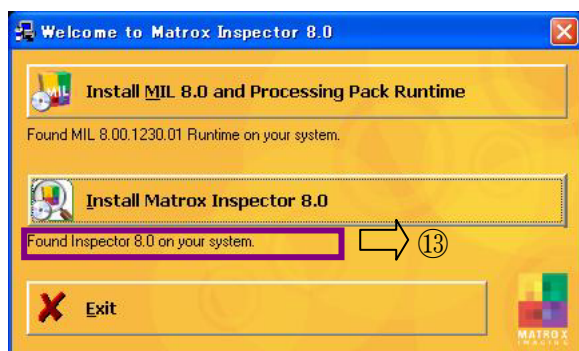 Welcome to Matrox Inspector 8.0
MIL
Install MIL 8.0 and Processing Pack Runtime
Found MIL 8.00.1230.01 Runtime on your system.
Install Matrox Inspector 8.0
Found Inspector 8.0 on your system.
⑬
Exit
MATROX
IMAGING